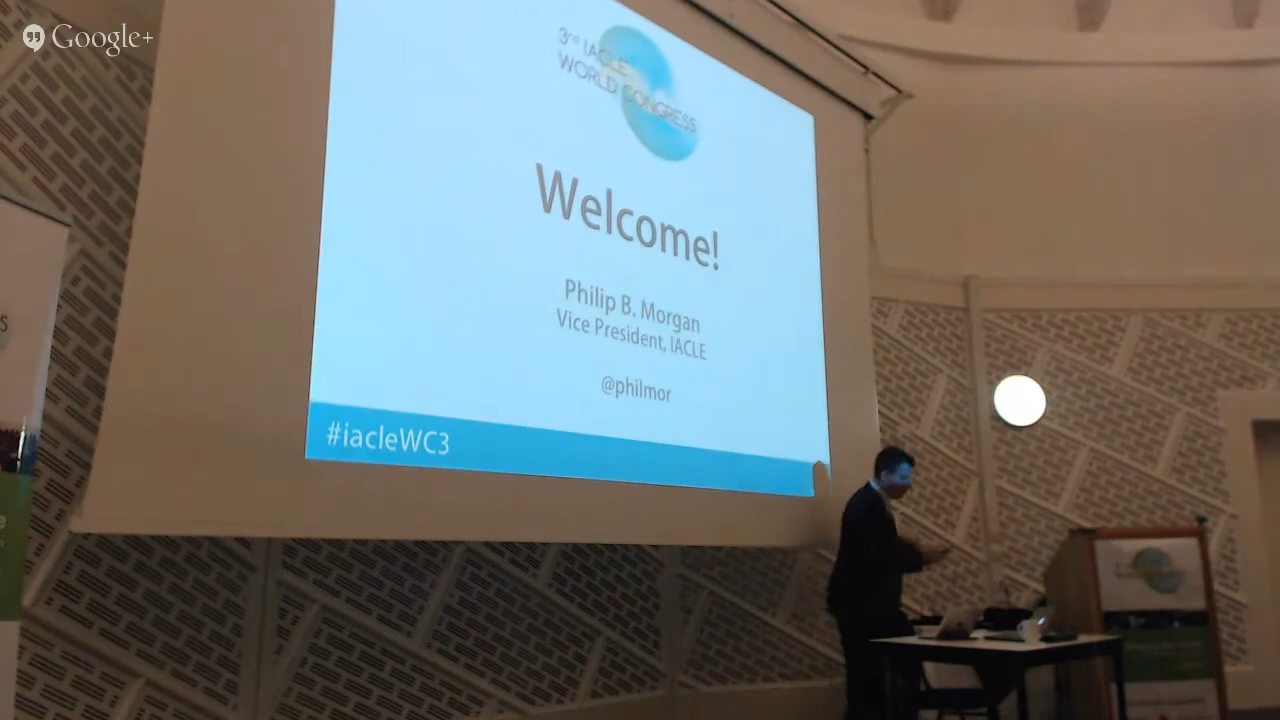 Google+
3rd IACLE
WORLD CONGRESS
Welcome!
Philip B. Morgan
Vice President, IACLE
@philmor
#iacleWC3